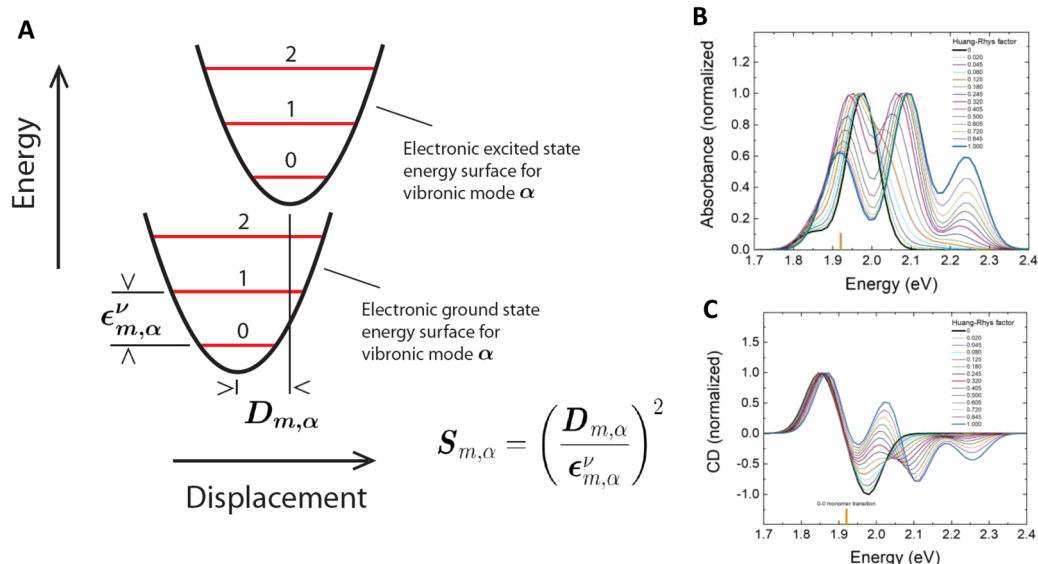 A
Energy
2
1
0
Electronic excited state
energy surface for
vibronic mode α
2
1
0
ϵ^ν_{m,α}
Electronic ground state
energy surface for
vibronic mode α
D_{m,α}
S_{m,α} = (D_{m,α} / ϵ^ν_{m,α})^2
Displacement
B
Absorbance (normalized)
1.0
0.8
0.6
0.4
0.2
0.0
Huang-Rhys factor
0
0.020
0.045
0.080
0.125
0.180
0.245
0.320
0.405
0.500
0.605
0.720
0.845
1.000
1.7 1.8 1.9 2.0 2.1 2.2 2.3 2.4
Energy (eV)
C
CD (normalized)
1.0
0.5
0.0
-0.5
-1.0
Huang-Rhys factor
0
0.020
0.045
0.080
0.125
0.180
0.245
0.320
0.405
0.500
0.605
0.720
0.845
1.000
0-0 monomer transition
1.7 1.8 1.9 2.0 2.1 2.2 2.3 2.4
Energy (eV)